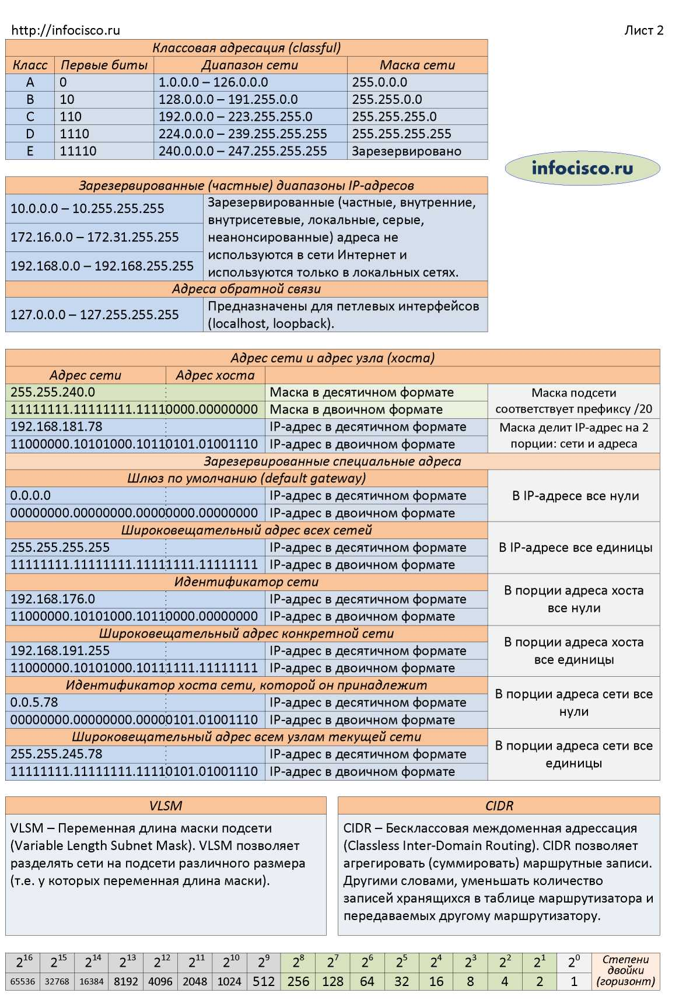 http://infocisco.ru
Лист 2
Классовая адресация (classful)
Класс Первые биты Диапазон сети Маска сети
A 0 1.0.0.0 – 126.0.0.0 255.0.0.0
B 10 128.0.0.0 – 191.255.0.0 255.255.0.0
C 110 192.0.0.0 – 223.255.255.0 255.255.255.0
D 1110 224.0.0.0 – 239.255.255.255 255.255.255.255
E 11110 240.0.0.0 – 247.255.255.255 Зарезервировано
infocisco.ru
Зарезервированные (частные) диапазоны IP-адресов
10.0.0.0 – 10.255.255.255
172.16.0.0 – 172.31.255.255
192.168.0.0 – 192.168.255.255
Зарезервированные (частные, внутренние,
внутрисетевые, локальные, серые,
неанонсированные) адреса не
используются в сети Интернет и
используются только в локальных сетях.
Адреса обратной связи
127.0.0.0 – 127.255.255.255
Предназначены для петлевых интерфейсов
(localhost, loopback).
Адрес сети и адрес узла (хоста)
Адрес сети Адрес хоста
255.255.240.0 Маска в десятичном формате
11111111.11111111.11110000.00000000 Маска в двоичном формате
Маска подсети
соответствует префиксу /20
192.168.181.78 IP-адрес в десятичном формате
11000000.10101000.10110101.01001110 IP-адрес в двоичном формате
Маска делит IP-адрес на 2
порции: сети и адреса
Зарезервированные специальные адреса
Шлюз по умолчанию (default gateway)
0.0.0.0 IP-адрес в десятичном формате
00000000.00000000.00000000.00000000 IP-адрес в двоичном формате
В IP-адресе все нули
Широковещательный адрес всех сетей
255.255.255.255 IP-адрес в десятичном формате
11111111.11111111.11111111.11111111 IP-адрес в двоичном формате
В IP-адресе все единицы
Идентификатор сети
192.168.176.0 IP-адрес в десятичном формате
11000000.10101000.10110000.00000000 IP-адрес в двоичном формате
В порции адреса хоста
все нули
Широковещательный адрес конкретной сети
192.168.191.255 IP-адрес в десятичном формате
11000000.10101000.10111111.11111111 IP-адрес в двоичном формате
В порции адреса хоста
все единицы
Идентификатор хоста сети, которой он принадлежит
0.0.5.78 IP-адрес в десятичном формате
00000000.00000000.00000101.01001110 IP-адрес в двоичном формате
В порции адреса сети все
нули
Широковещательный адрес всем узлам текущей сети
255.255.245.78 IP-адрес в десятичном формате
11111111.11111111.11110101.01001110 IP-адрес в двоичном формате
В порции адреса сети все
единицы
VLSM
VLSM – Переменная длина маски подсети
(Variable Length Subnet Mask). VLSM позволяет
разделять сети на подсети различного размера
(т.е. у которых переменная длина маски).
CIDR
CIDR – Бесклассовая междоменная адрессация
(Classless Inter-Domain Routing). CIDR позволяет
агрегировать (суммировать) маршрутные записи.
Другими словами, уменьшать количество
записей хранящихся в таблице маршрутизатора и
передаваемых другому маршрутизатору.
2^16 2^15 2^14 2^13 2^12 2^11 2^10 2^9 2^8 2^7 2^6 2^5 2^4 2^3 2^2 2^1 2^0
65536 32768 16384 8192 4096 2048 1024 512 256 128 64 32 16 8 4 2 1
Степени
двойки
(горизонт)